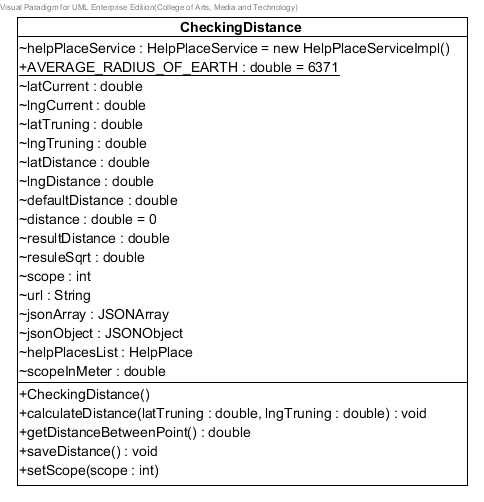 Visual Paradigm for UML Enterprise Edition(College of Arts, Media and Technology)
CheckingDistance
~helpPlaceService : HelpPlaceService = new HelpPlaceServiceImpl()
+AVERAGE_RADIUS_OF_EARTH : double = 6371
~latCurrent : double
~lngCurrent : double
~latTruning : double
~lngTruning : double
~latDistance : double
~lngDistance : double
~defaultDistance : double
~distance : double = 0
~resultDistance : double
~resuleSqrt : double
~scope : int
~url : String
~jsonArray : JSONArray
~jsonObject : JSONObject
~helpPlacesList : HelpPlace
~scopeInMeter : double
+CheckingDistance()
+calculateDistance(latTruning : double, lngTruning : double) : void
+getDistanceBetweenPoint() : double
+saveDistance() : void
+setScope(scope : int)